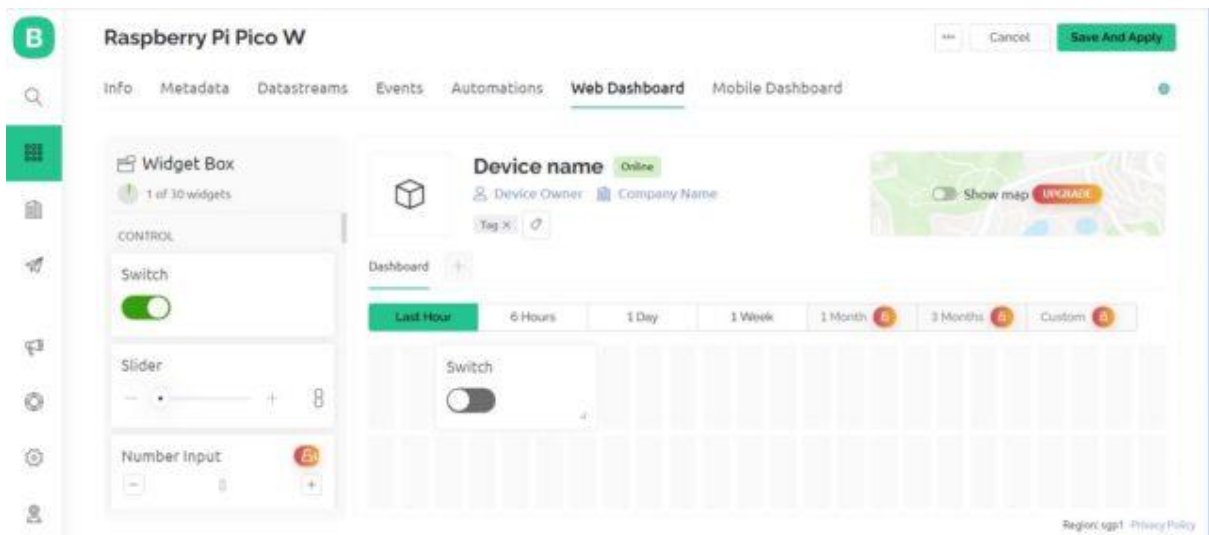 B
Raspberry Pi Pico W
Cancel
Save And Apply
Info Metadata Datastreams Events Automations Web Dashboard Mobile Dashboard
Widget Box
1 of 30 widgets
CONTROL
Switch
Slider
8
Number Input
Device name Online
Device Owner Company Name
Tag ×
Show map UPGRADE
Dashboard +
Last Hour 6 Hours 1 Day 1 Week 1 Month 3 Months Custom
Switch
Region: sgp1 Privacy Policy